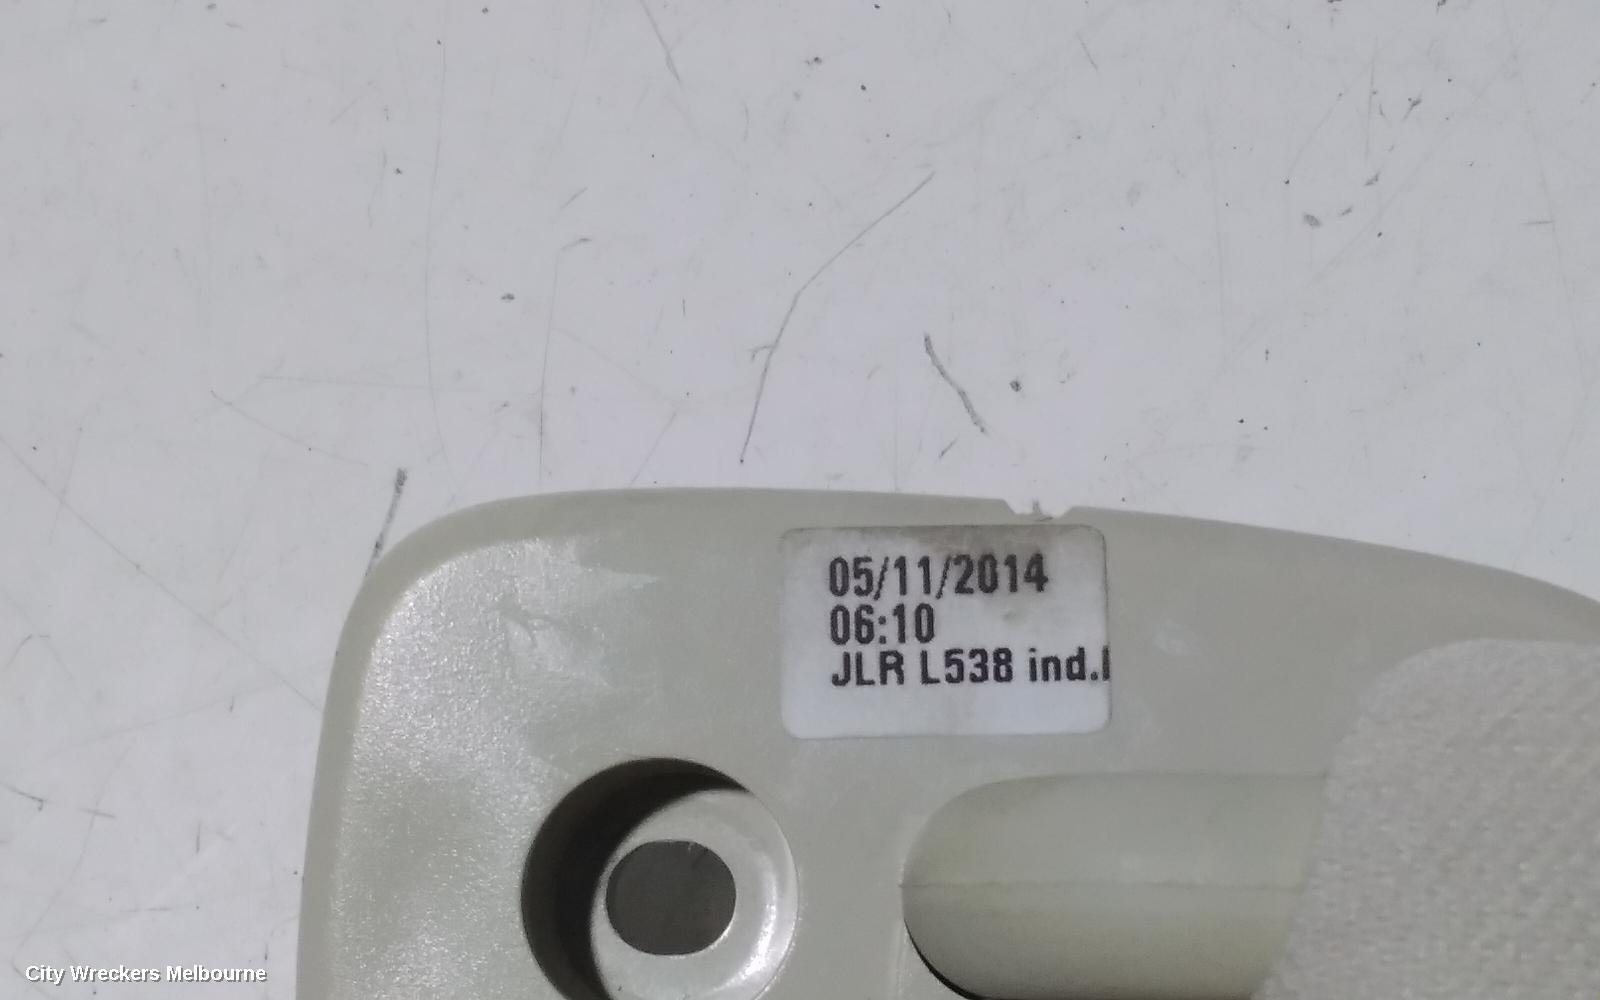 05/11/2014
06:10
JLR L538 ind.
City Wreckers Melbourne